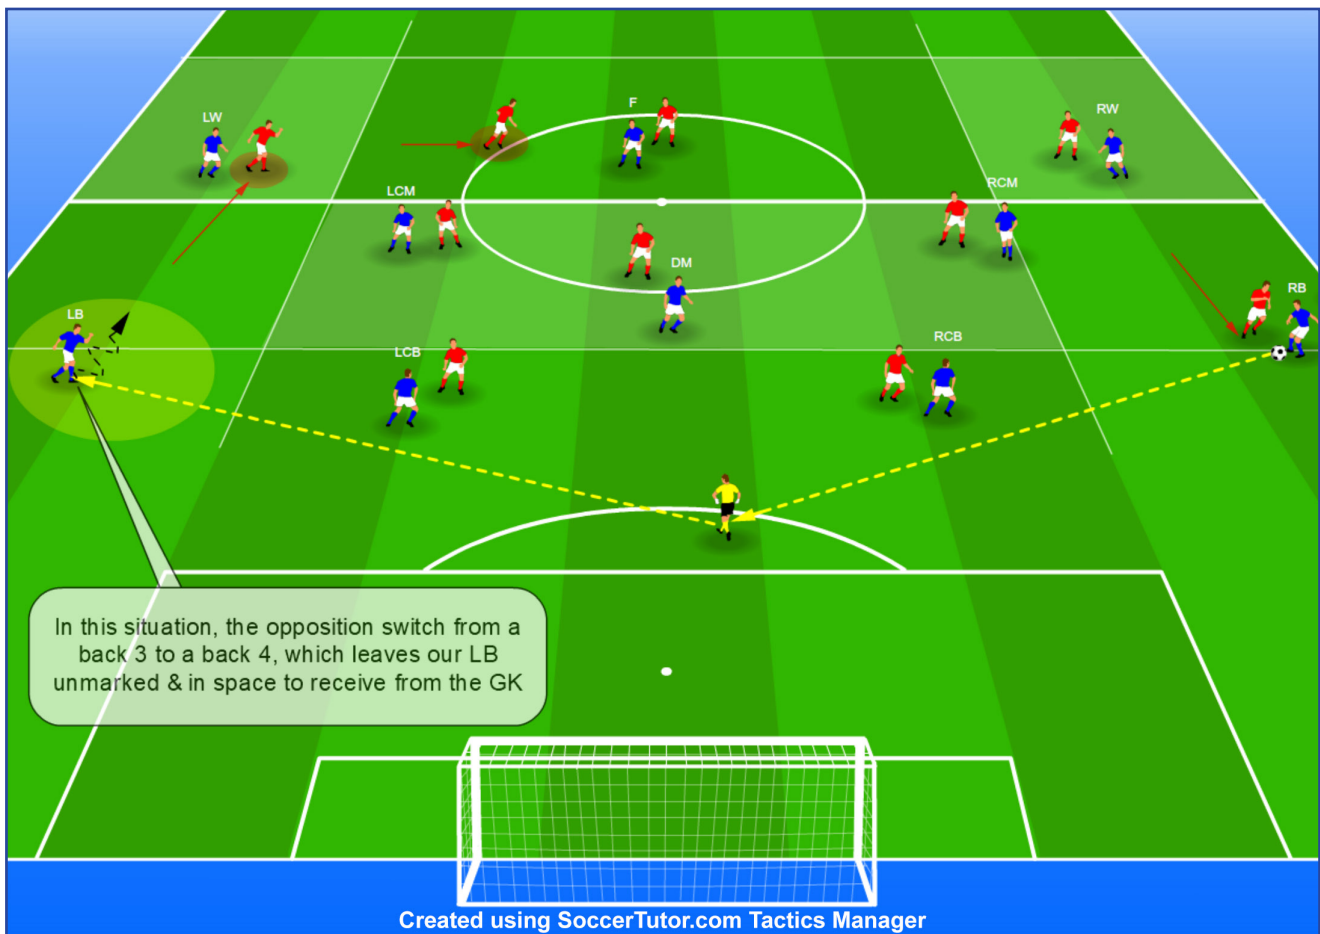 F
LW
RW
LCM
RCM
DM
RB
LB
RCB
LCB
In this situation, the opposition switch from a
back 3 to a back 4, which leaves our LB
unmarked & in space to receive from the GK
Created using SoccerTutor.com Tactics Manager